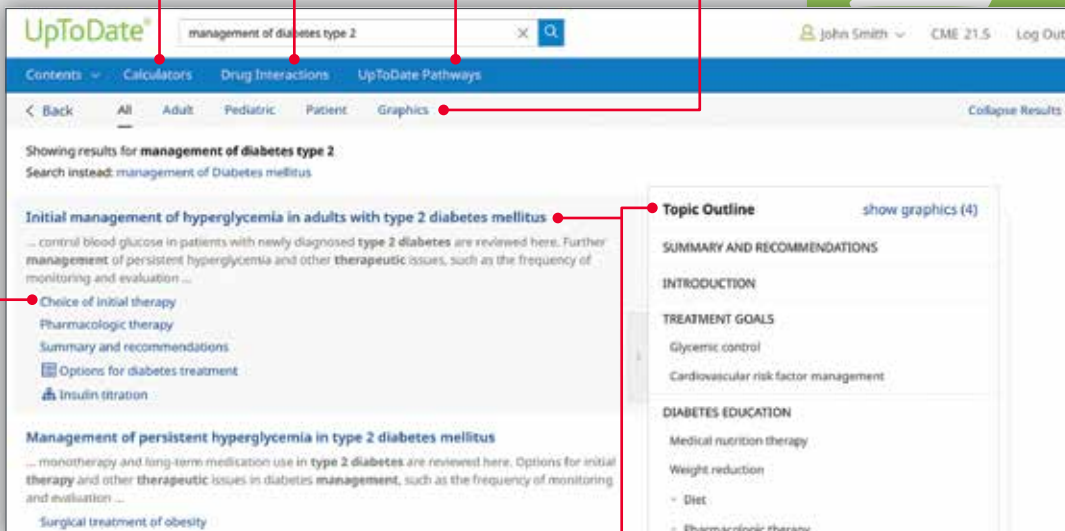 UpToDate®
management of diabetes type 2
John Smith
CME 21.5
Log Out
Contents
Calculators
Drug Interactions
UpToDate Pathways
< Back
All
Adult
Pediatric
Patient
Graphics
Collapse Results
Showing results for management of diabetes type 2
Search instead: management of Diabetes mellitus
Initial management of hyperglycemia in adults with type 2 diabetes mellitus
... control blood glucose in patients with newly diagnosed type 2 diabetes are reviewed here. Further
management of persistent hyperglycemia and other therapeutic issues, such as the frequency of
monitoring and evaluation ...
Choice of initial therapy
Pharmacologic therapy
Summary and recommendations
Options for diabetes treatment
Insulin titration
Management of persistent hyperglycemia in type 2 diabetes mellitus
... monotherapy and long-term medication use in type 2 diabetes are reviewed here. Options for initial
therapy and other therapeutic issues in diabetes management, such as the frequency of monitoring
and evaluation ...
Surgical treatment of obesity
Topic Outline
show graphics (4)
SUMMARY AND RECOMMENDATIONS
INTRODUCTION
TREATMENT GOALS
Glycemic control
Cardiovascular risk factor management
DIABETES EDUCATION
Medical nutrition therapy
Weight reduction
- Diet
- Pharmacologic therapy